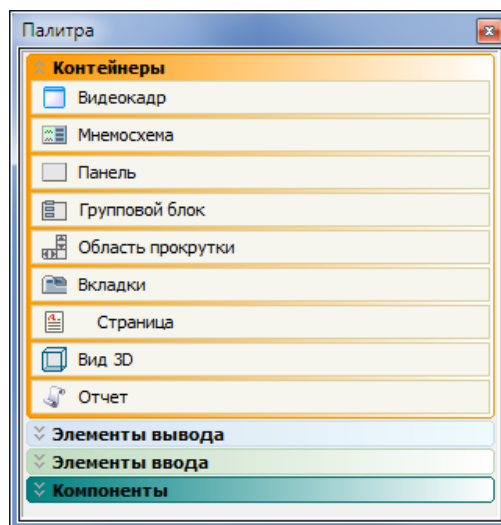 Палитра
Контейнеры
Видеокадр
Мнемосхема
Панель
Групповой блок
Область прокрутки
Вкладки
Страница
Вид 3D
Отчет
Элементы вывода
Элементы ввода
Компоненты